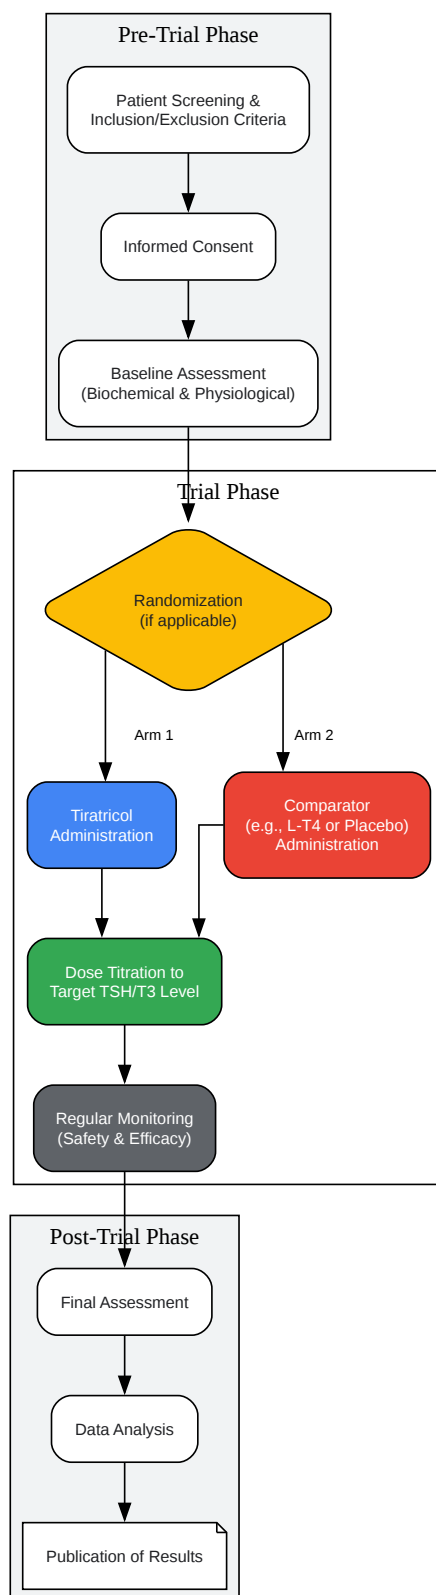 Pre-Trial Phase
Patient Screening &
Inclusion/Exclusion Criteria
Informed Consent
Baseline Assessment
(Biochemical & Physiological)
Trial Phase
Randomization
(if applicable)
Arm 1
Arm 2
Tiratricol
Administration
Comparator
(e.g., L-T4 or Placebo)
Administration
Dose Titration to
Target TSH/T3 Level
Regular Monitoring
(Safety & Efficacy)
Post-Trial Phase
Final Assessment
Data Analysis
Publication of Results